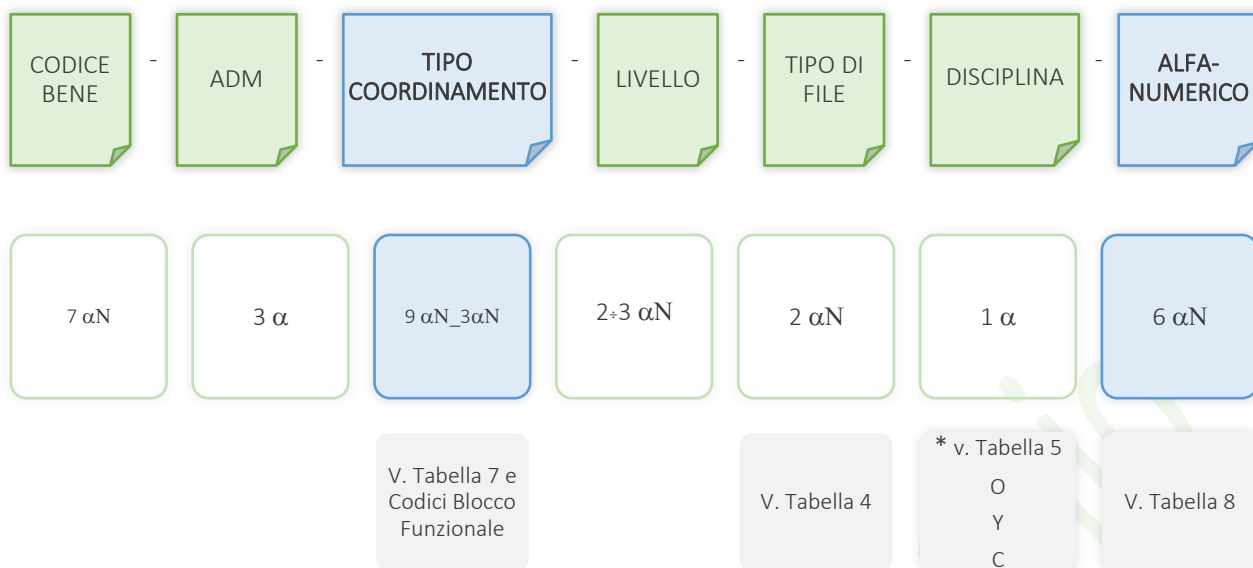 CODICE
BENE
-
ADM
-
TIPO
COORDINAMENTO
-
LIVELLO
-
TIPO DI
FILE
-
DISCIPLINA
-
ALFA-
NUMERICO
7 αN
3 α
9 αN_3αN
2÷3 αN
2 αN
1 α
6 αN
V. Tabella 7 e
Codici Blocco
Funzionale
V. Tabella 4
* v. Tabella 5
O
Y
C
V. Tabella 8